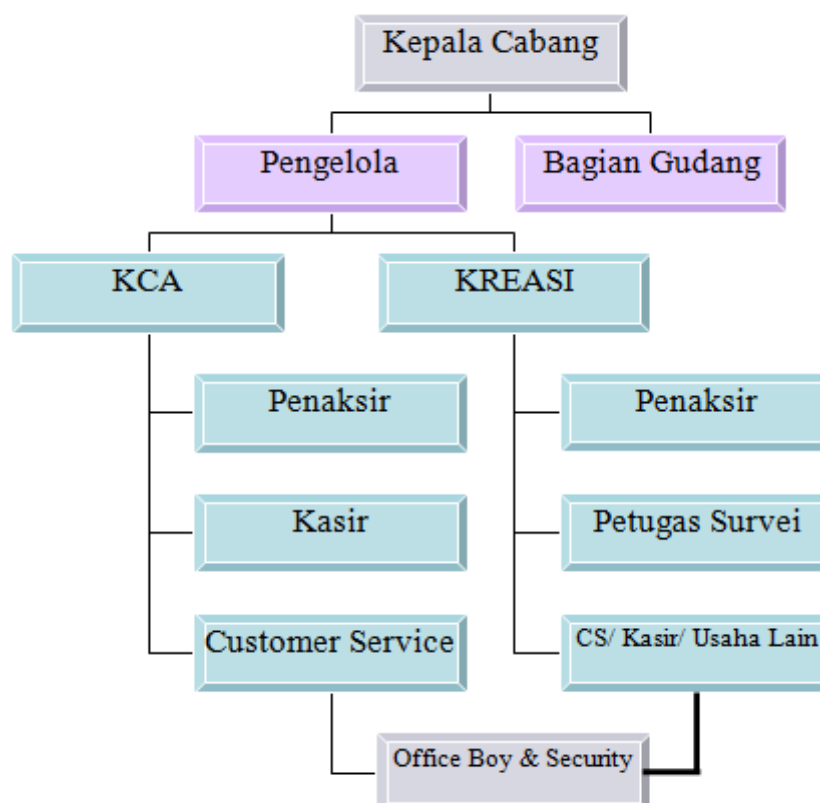 Kepala Cabang
Pengelola
Bagian Gudang
KCA
KREASI
Penaksir
Penaksir
Kasir
Petugas Survei
Customer Service
CS/ Kasir/ Usaha Lain
Office Boy & Security